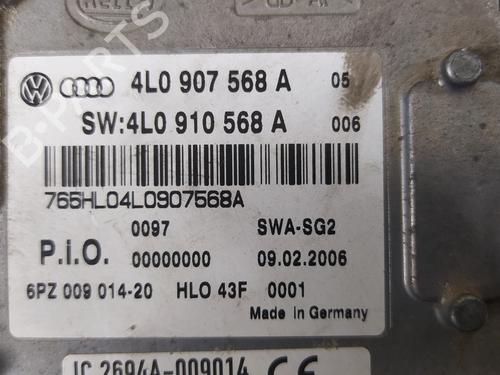 HELLA
4L0 907 568 A 05
SW:4L0 910 568 A 006
765HL04L0907568A
P.i.O. 0097 SWA-SG2
00000000 09.02.2006
6PZ 009 014-20 HLO 43F 0001
Made in Germany
IC 2694A-009014 CE
B-PARTS